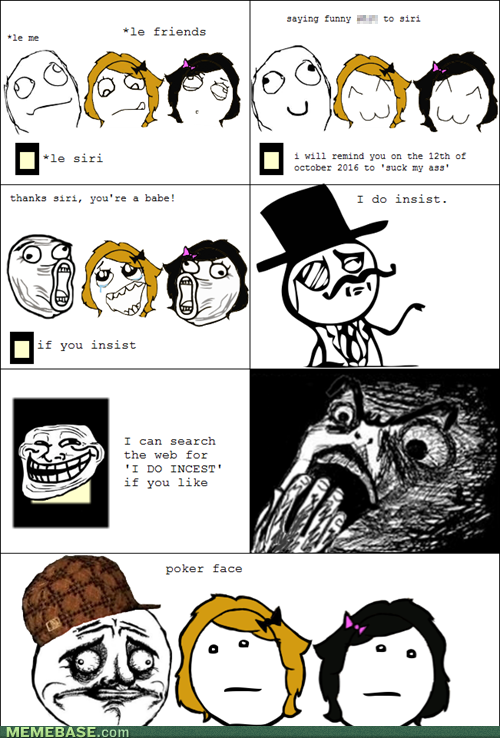 *le me
*le friends
*le siri
saying funny to siri
i will remind you on the 12th of
october 2016 to 'suck my ass'
thanks siri, you're a babe!
if you insist
I do insist.
I can search
the web for
'I DO INCEST'
if you like
poker face
MEMEBASE.com